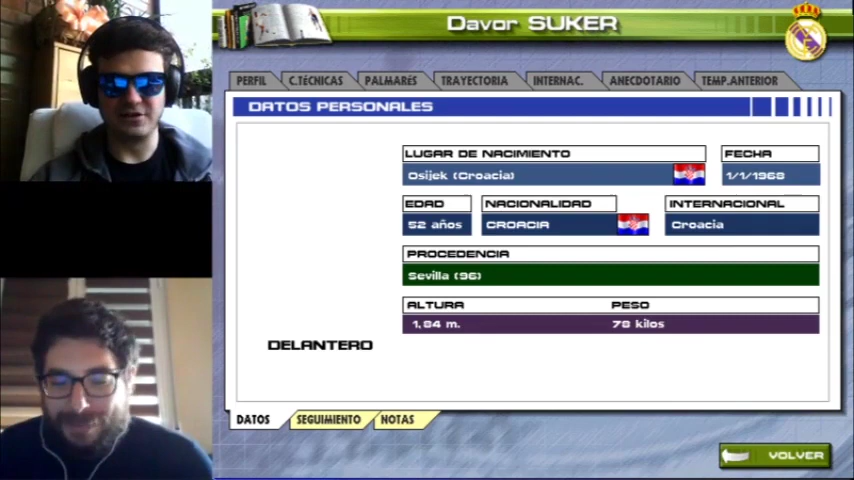 Davor SUKER
PERFIL C.TÉCNICAS PALMARÉS TRAYECTORIA INTERNAC. ANECDOTARIO TEMP.ANTERIOR
DATOS PERSONALES
LUGAR DE NACIMIENTO FECHA
Osijek (Croacia) 1/1/1968
EDAD NACIONALIDAD INTERNACIONAL
52 años CROACIA Croacia
PROCEDENCIA
Sevilla (96)
ALTURA PESO
1,84 m. 78 kilos
DELANTERO
DATOS SEGUIMIENTO NOTAS
VOLVER